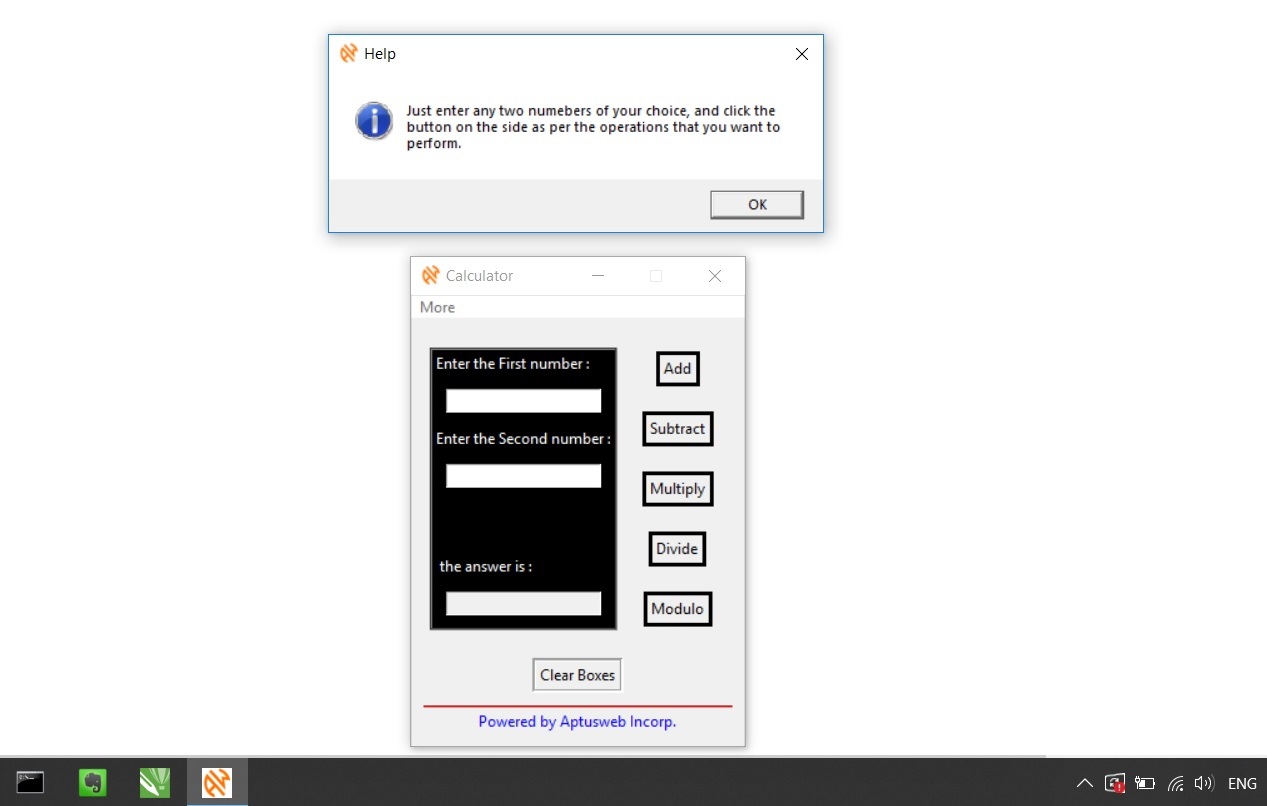 Help
Just enter any two numebers of your choice, and click the
button on the side as per the operations that you want to
perform.
OK
Calculator
More
Enter the First number :
Add
Subtract
Enter the Second number :
Multiply
Divide
the answer is :
Modulo
Clear Boxes
Powered by Aptusweb Incorp.
ENG